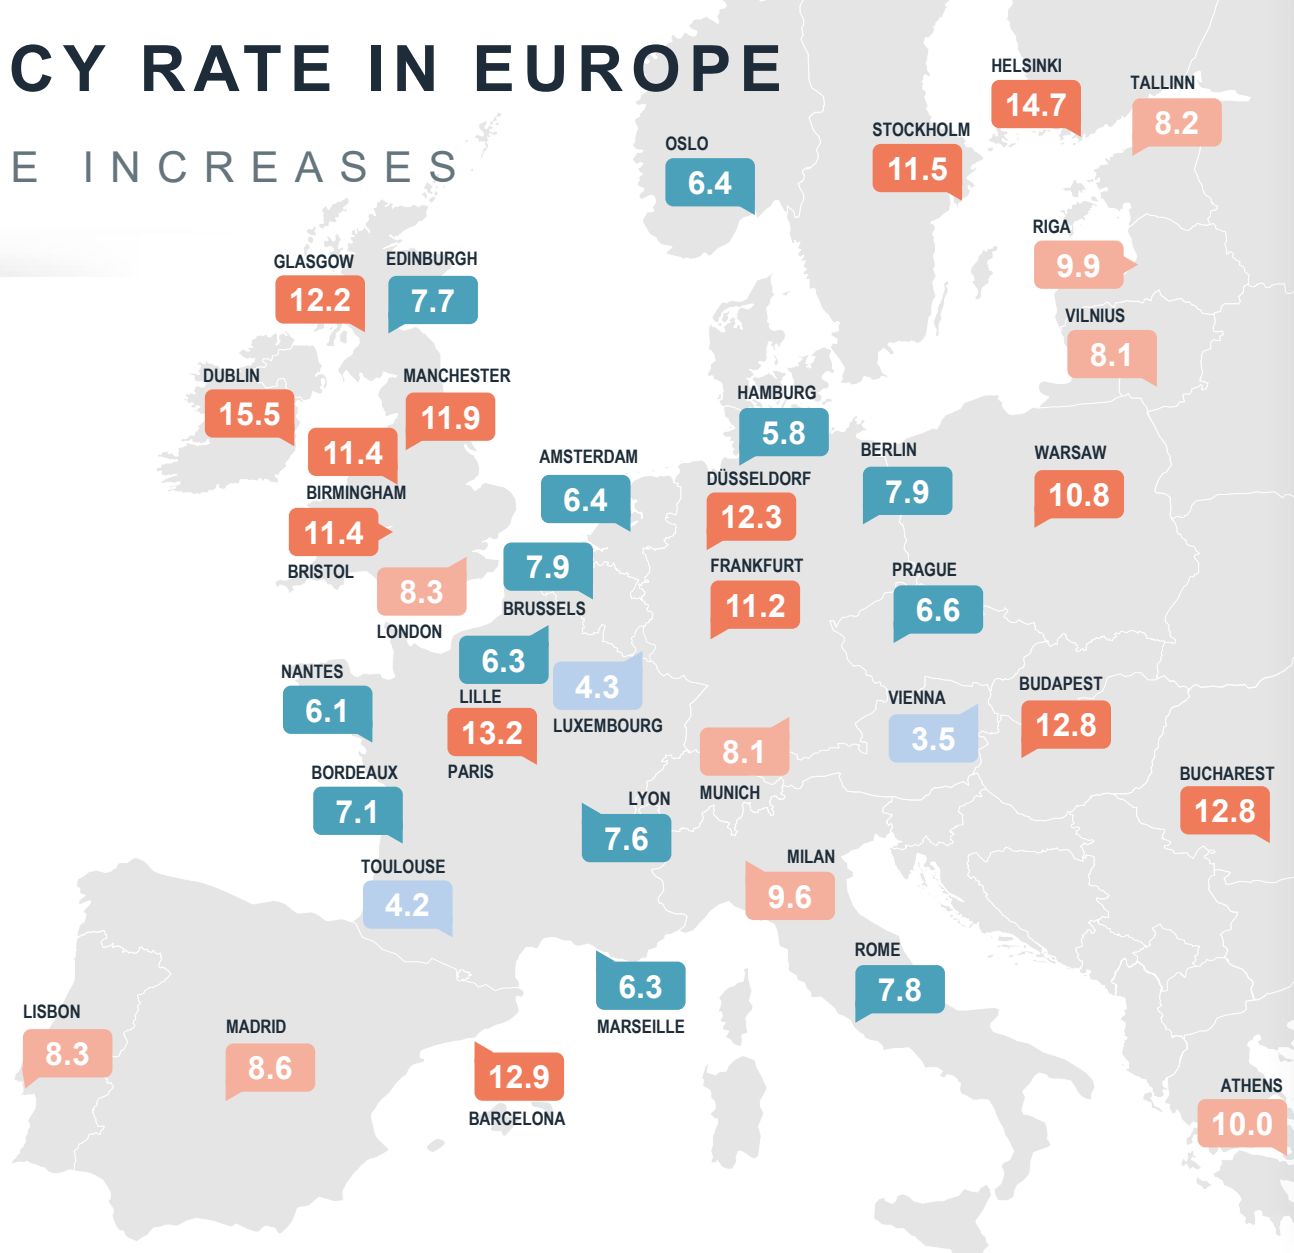 CY RATE IN EUROPE
E INCREASES
HELSINKI
14.7
TALLINN
8.2
STOCKHOLM
11.5
OSLO
6.4
RIGA
9.9
GLASGOW
12.2
EDINBURGH
7.7
VILNIUS
8.1
DUBLIN
15.5
MANCHESTER
11.9
HAMBURG
5.8
11.4
BIRMINGHAM
AMSTERDAM
6.4
BERLIN
7.9
WARSAW
10.8
DÜSSELDORF
12.3
11.4
BRISTOL
7.9
BRUSSELS
FRANKFURT
11.2
PRAGUE
6.6
8.3
LONDON
6.3
LILLE
4.3
LUXEMBOURG
NANTES
6.1
VIENNA
3.5
BUDAPEST
12.8
13.2
PARIS
8.1
MUNICH
BORDEAUX
7.1
LYON
7.6
BUCHAREST
12.8
TOULOUSE
4.2
MILAN
9.6
ROME
7.8
6.3
MARSEILLE
LISBON
8.3
MADRID
8.6
12.9
BARCELONA
ATHENS
10.0